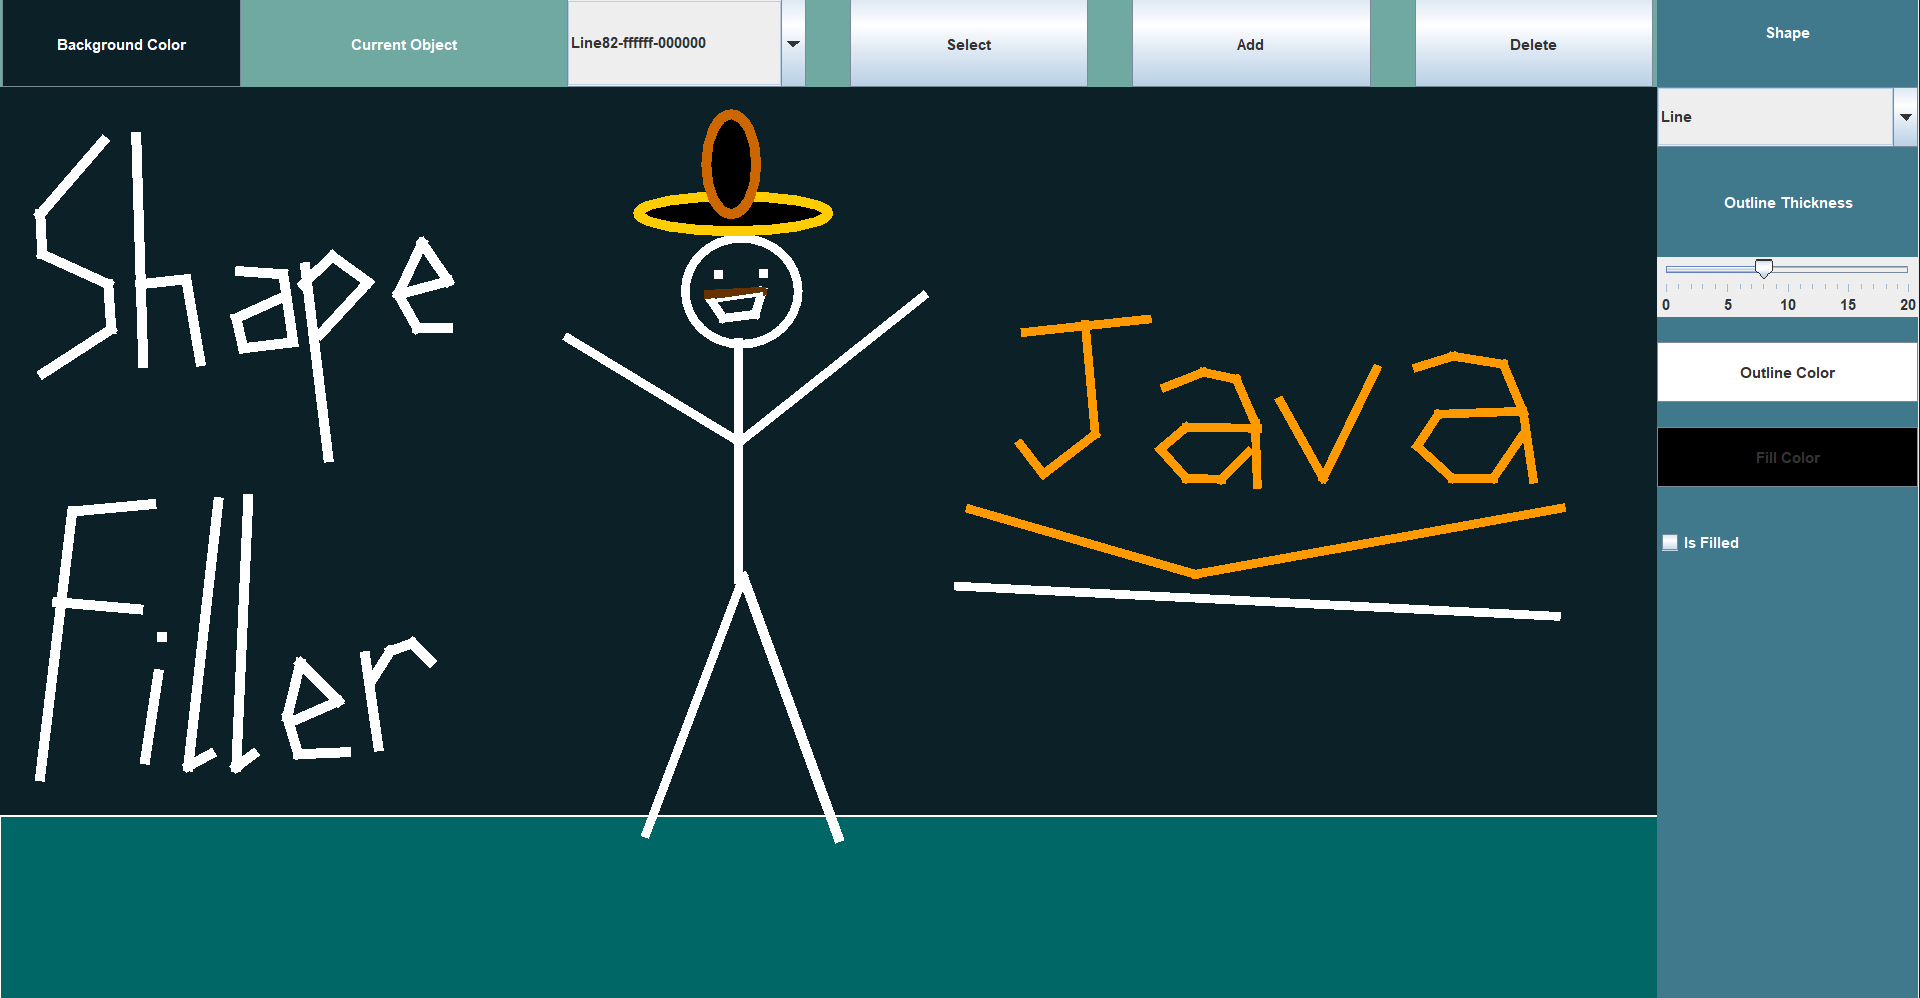 Background Color
Current Object
Line82-ffffff-000000
Select
Add
Delete
Shape
Line
Outline Thickness
0 5 10 15 20
Outline Color
Fill Color
Is Filled
Shape
Filler
Java